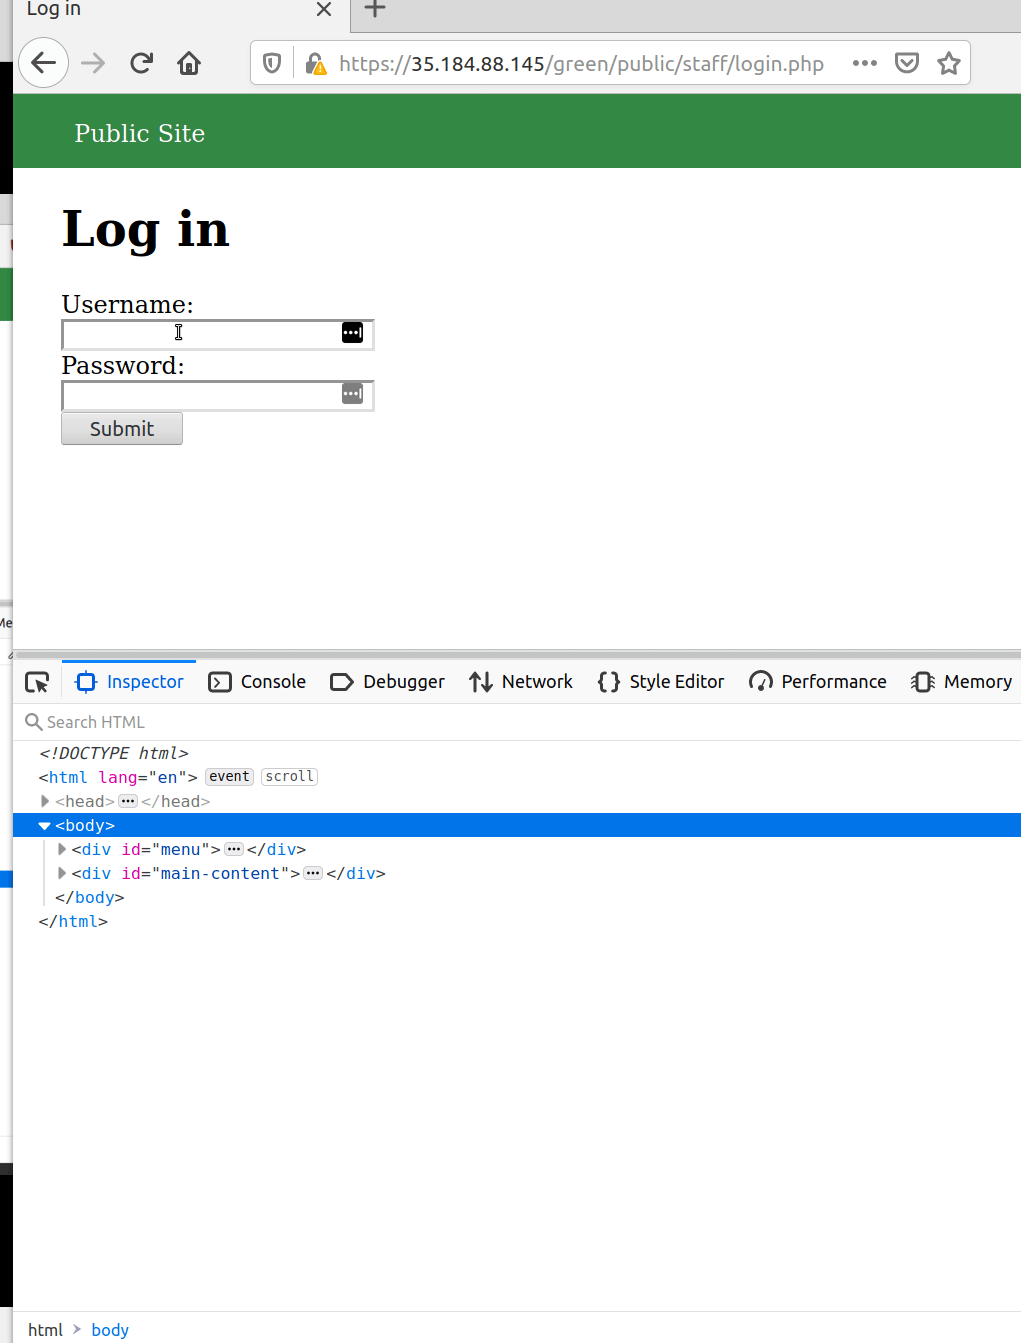 Log in
https://35.184.88.145/green/public/staff/login.php
Public Site
Log in
Username:
Password:
Submit
Inspector Console Debugger Network Style Editor Performance Memory
Search HTML
<!DOCTYPE html>
<html lang="en"> event scroll
<head> ••• </head>
<body>
<div id="menu"> ••• </div>
<div id="main-content"> ••• </div>
</body>
</html>
html > body